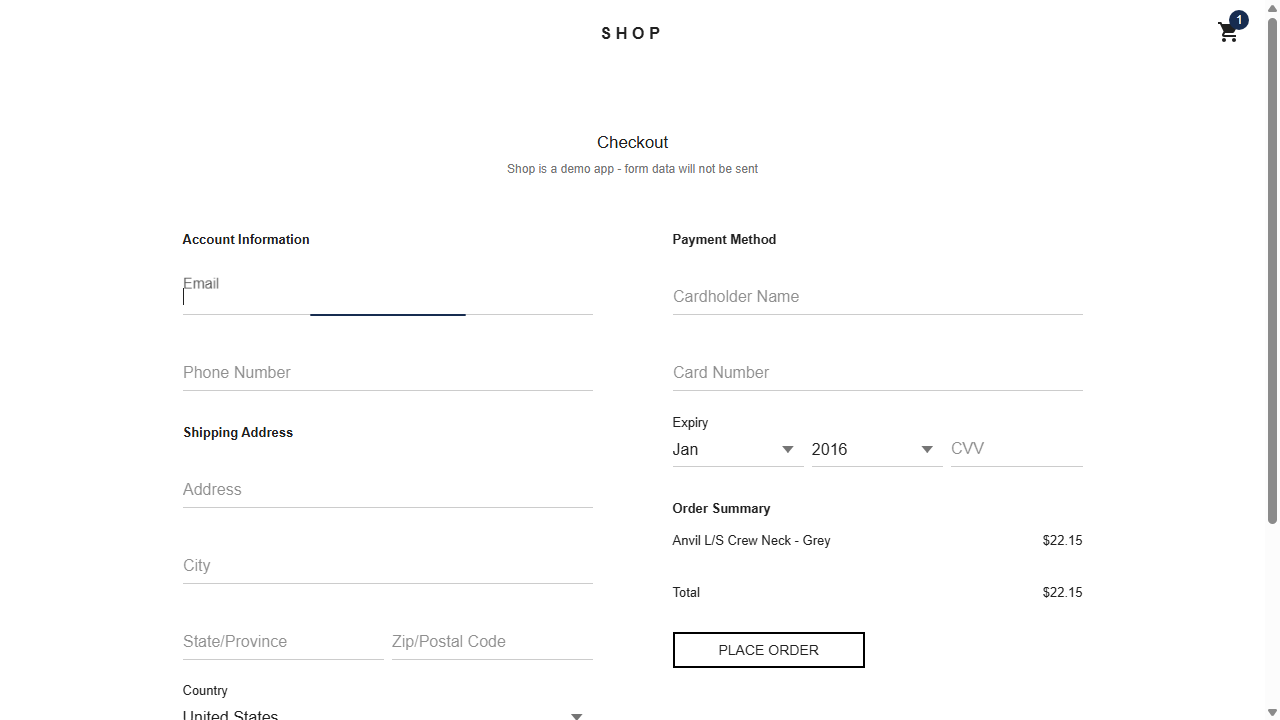 SHOP
1
Checkout
Shop is a demo app - form data will not be sent
Account Information
Email
Phone Number
Shipping Address
Address
City
State/Province Zip/Postal Code
Country
United States
Payment Method
Cardholder Name
Card Number
Expiry
Jan 2016 CVV
Order Summary
Anvil L/S Crew Neck - Grey $22.15
Total $22.15
PLACE ORDER